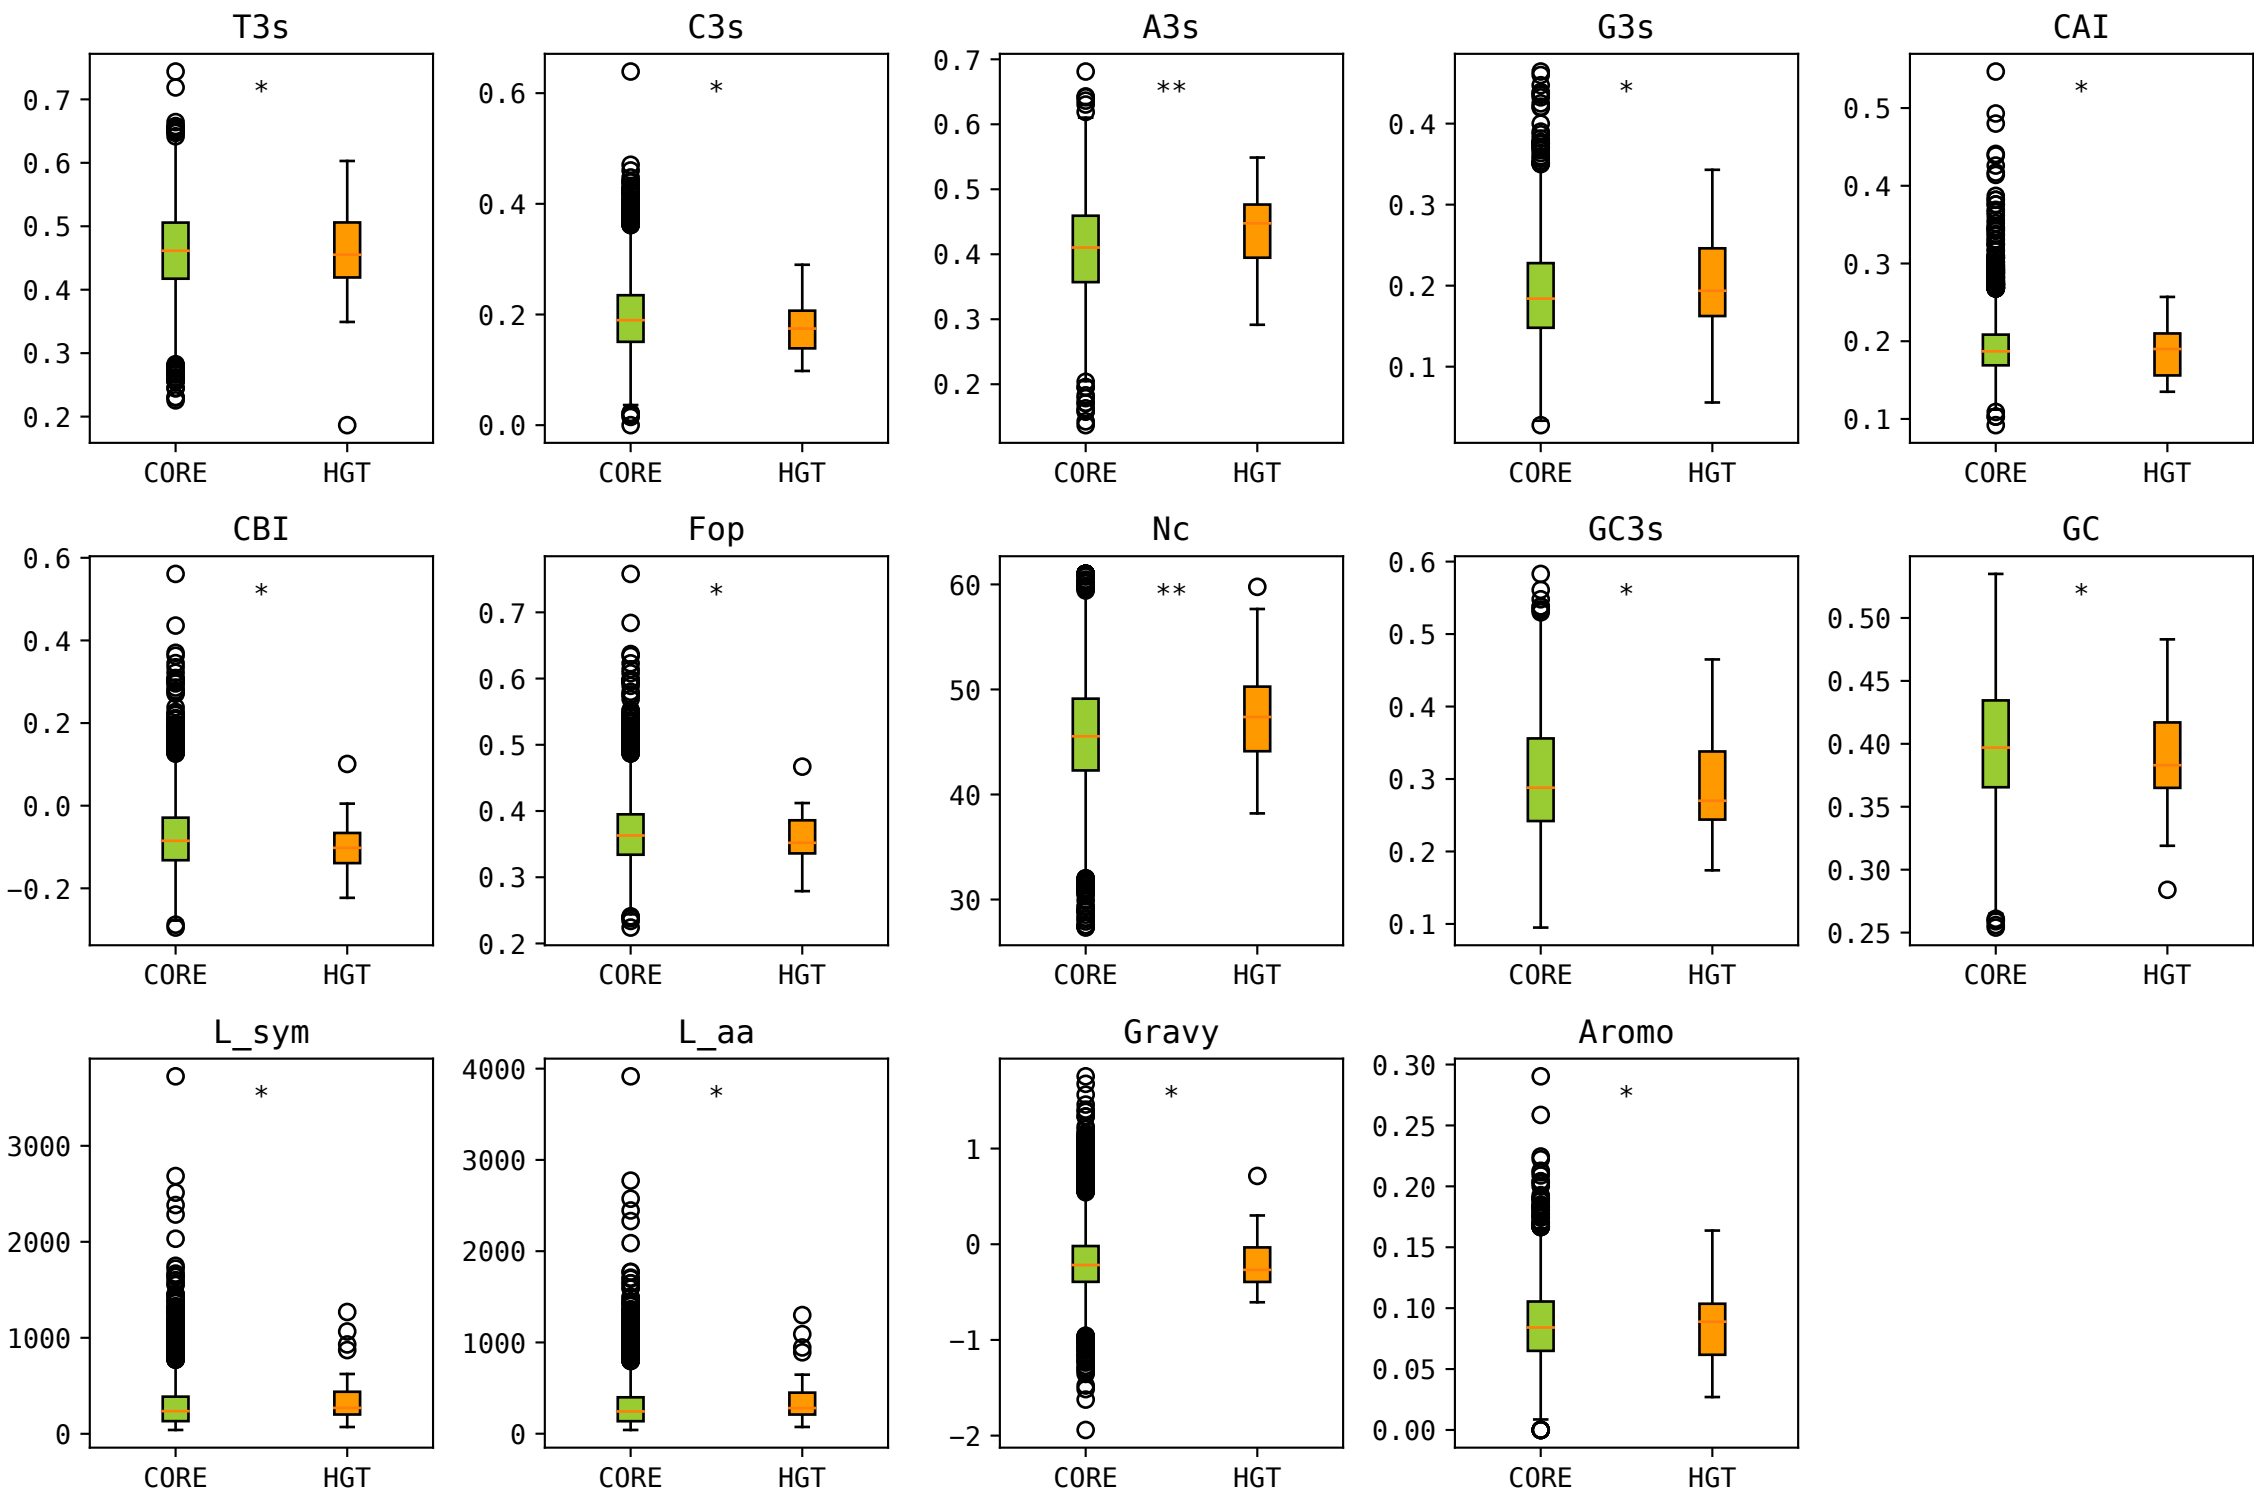 T3s C3s A3s G3s CAI
* * ** * *
0.7 0.6 0.5 0.4 0.3 0.2
0.6 0.4 0.2 0.0
0.7 0.6 0.5 0.4 0.3 0.2
0.4 0.3 0.2 0.1
0.5 0.4 0.3 0.2 0.1
CORE HGT CORE HGT CORE HGT CORE HGT CORE HGT
CBI Fop Nc GC3s GC
* * ** * *
0.6 0.4 0.2 0.0 −0.2
0.7 0.6 0.5 0.4 0.3 0.2
60 50 40 30
0.6 0.5 0.4 0.3 0.2 0.1
0.50 0.45 0.40 0.35 0.30 0.25
CORE HGT CORE HGT CORE HGT CORE HGT CORE HGT
L_sym L_aa Gravy Aromo
* * * *
3000 2000 1000 0
4000 3000 2000 1000 0
1 0 −1 −2
0.30 0.25 0.20 0.15 0.10 0.05 0.00
CORE HGT CORE HGT CORE HGT CORE HGT